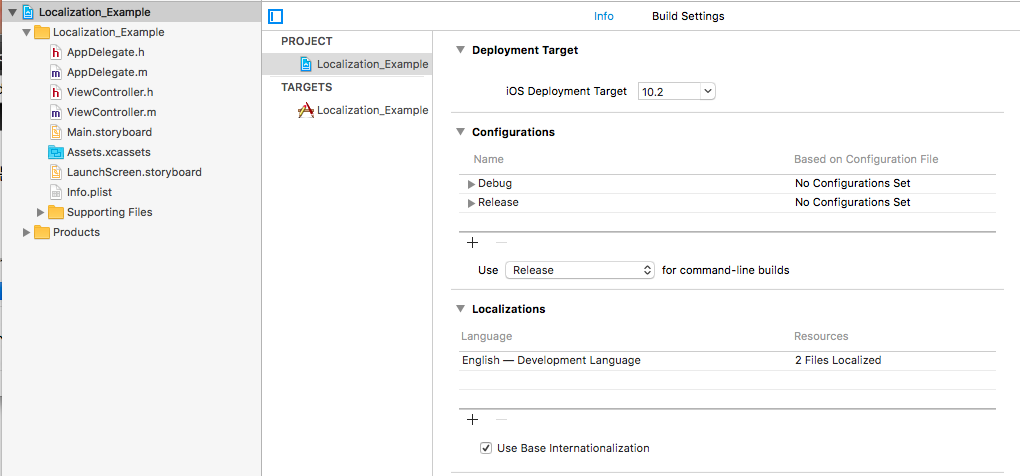 Localization_Example
Localization_Example
h AppDelegate.h
m AppDelegate.m
h ViewController.h
m ViewController.m
Main.storyboard
Assets.xcassets
LaunchScreen.storyboard
Info.plist
Supporting Files
Products
PROJECT
Localization_Example
TARGETS
Localization_Example
Info Build Settings
Deployment Target
iOS Deployment Target 10.2
Configurations
Name Based on Configuration File
Debug No Configurations Set
Release No Configurations Set
Use Release for command-line builds
Localizations
Language Resources
English — Development Language 2 Files Localized
Use Base Internationalization